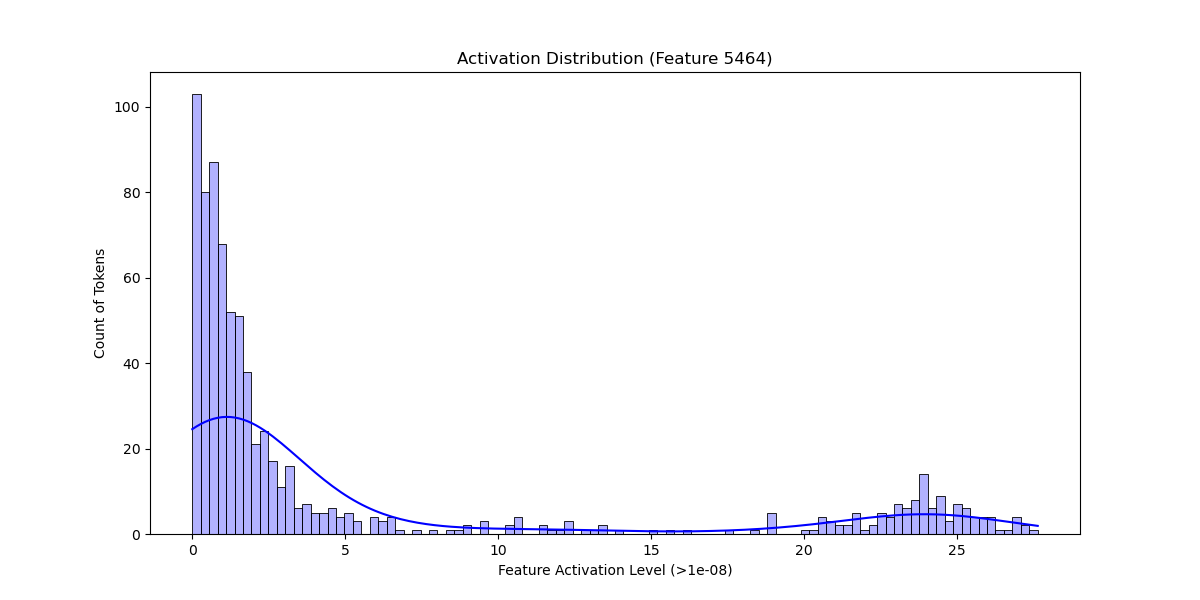 Activation Distribution (Feature 5464)
100
80
60
40
20
0
Count of Tokens
0 5 10 15 20 25
Feature Activation Level (>1e-08)